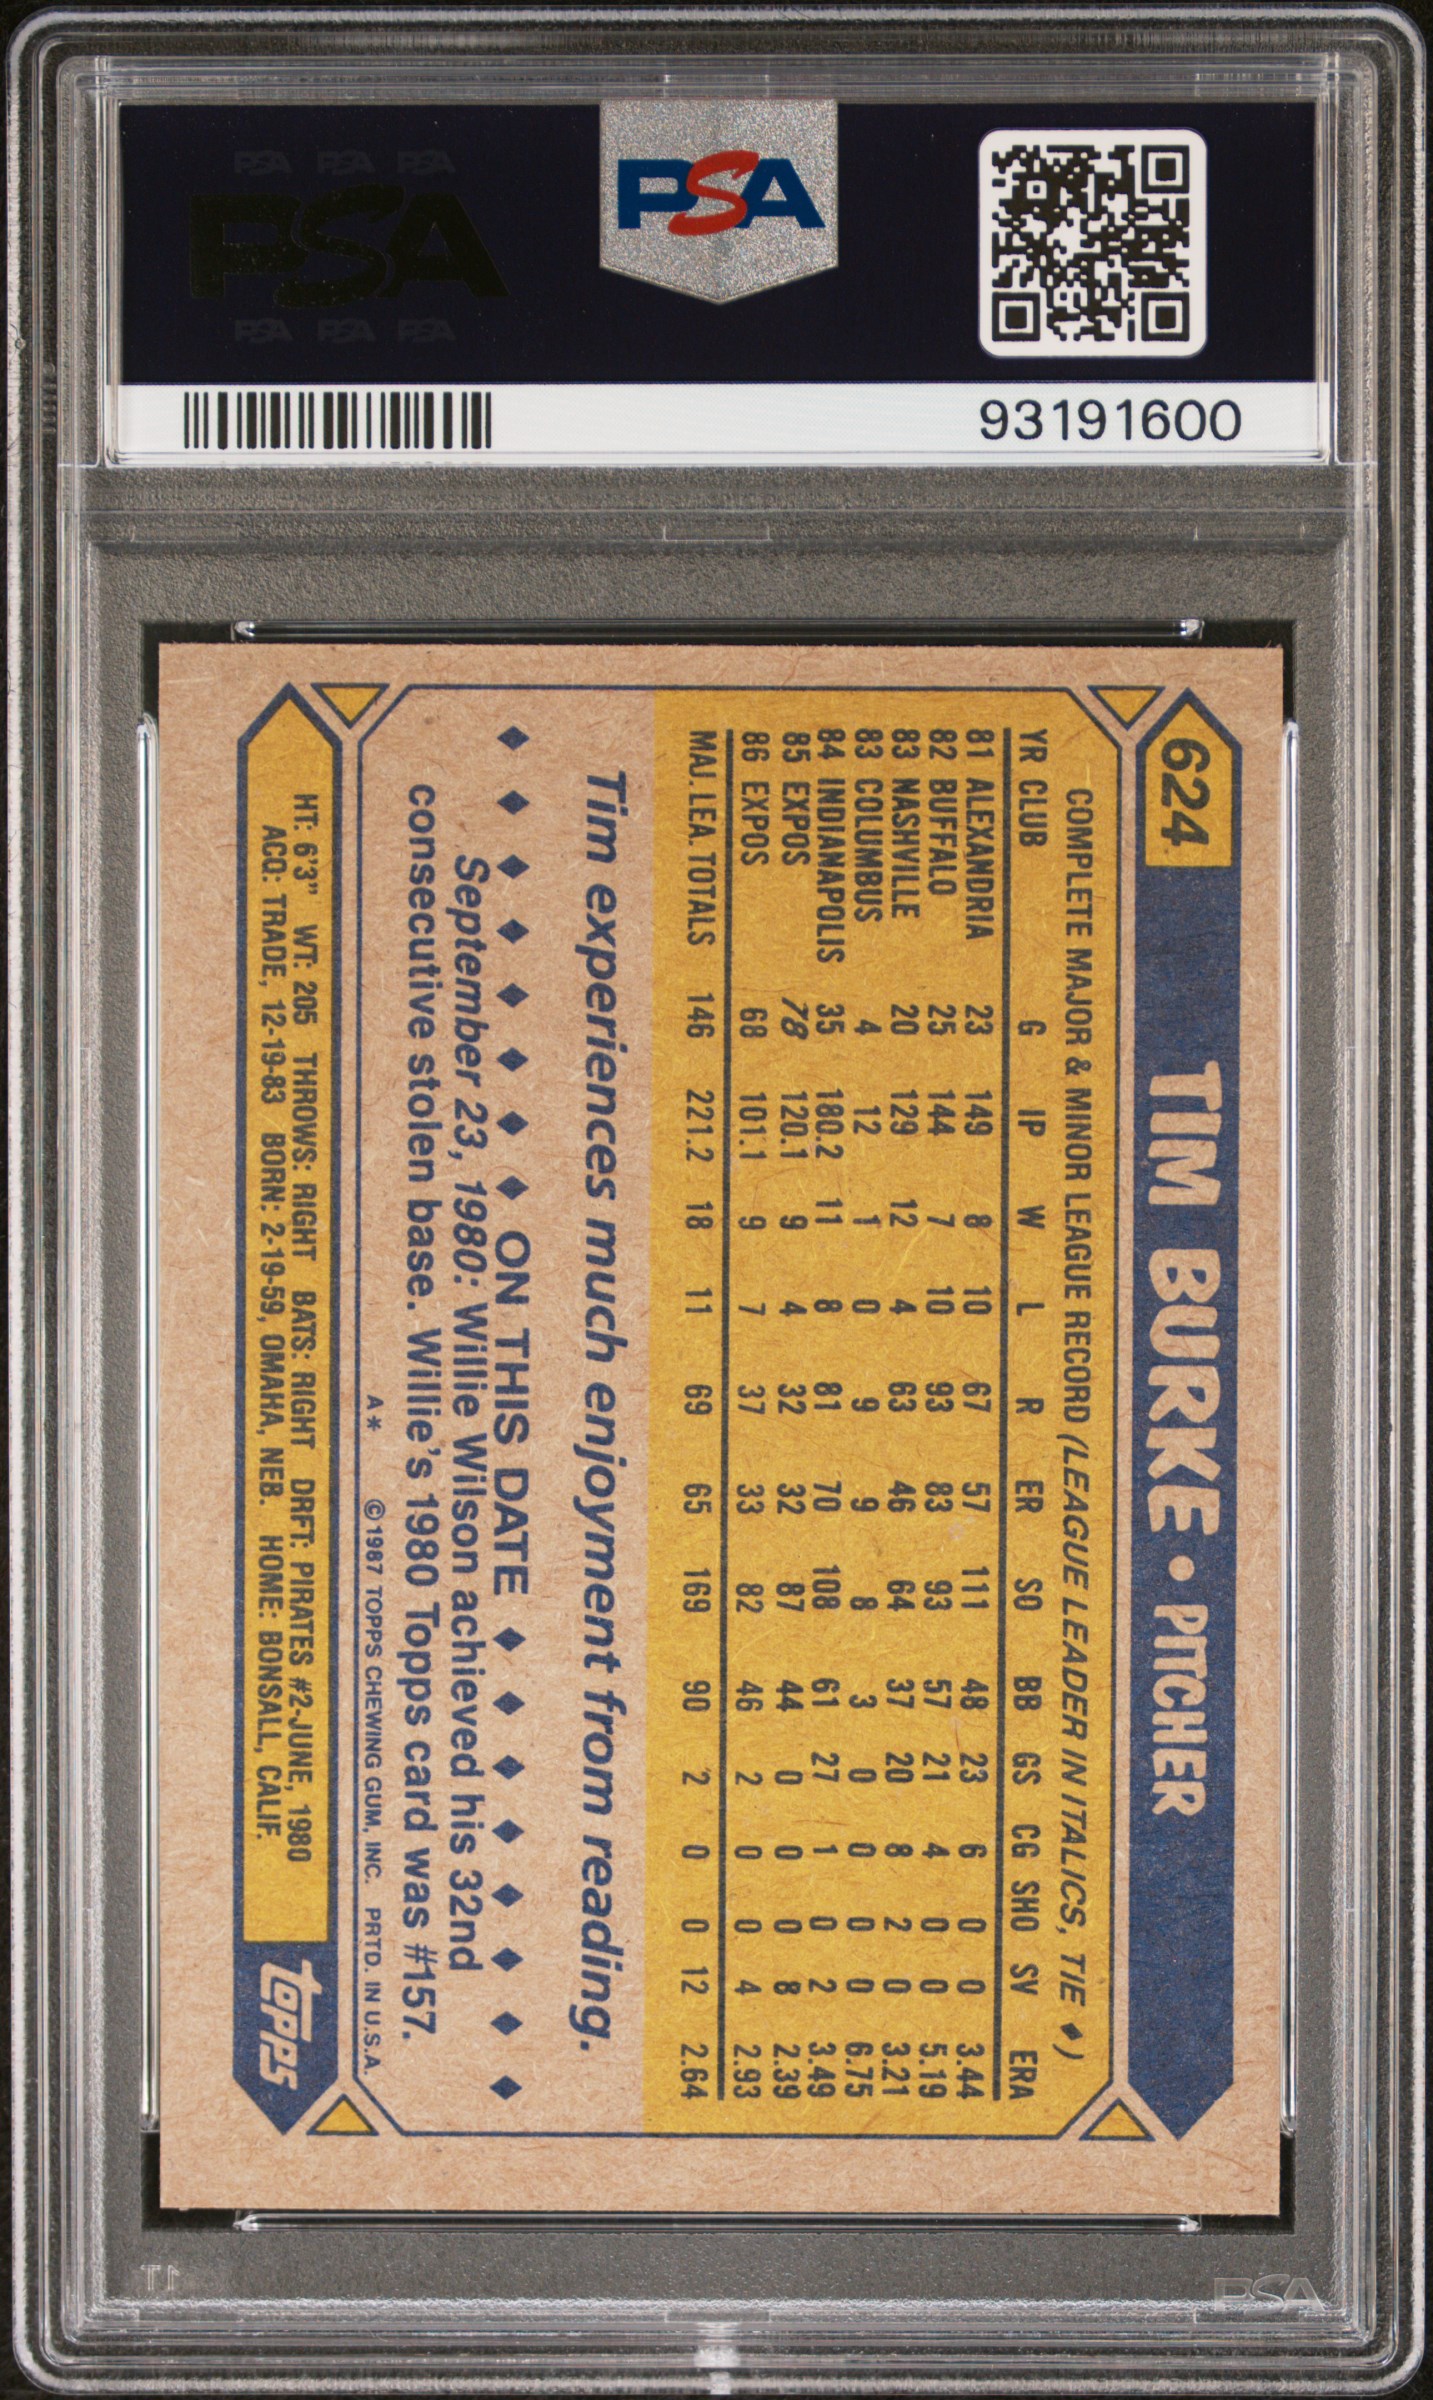 PSA PSA PSA
PSA
PSA PSA PSA
PSA
93191600
624 TIM BURKE • PITCHER
COMPLETE MAJOR & MINOR LEAGUE RECORD (LEAGUE LEADER IN ITALICS, TIE ♦)
YR CLUB G IP W L R ER SO BB GS CG SHO SV ERA
81 ALEXANDRIA 23 149 8 10 67 57 111 48 23 6 0 0 3.44
82 BUFFALO 25 144 7 10 93 83 93 57 21 4 0 0 5.19
83 NASHVILLE 20 129 12 4 63 46 64 37 20 8 2 0 3.21
83 COLUMBUS 4 12 1 0 9 9 8 3 0 0 0 0 6.75
84 INDIANAPOLIS 35 180.2 11 8 81 70 108 61 27 1 0 2 3.49
85 EXPOS 78 120.1 9 4 32 32 87 44 0 0 0 8 2.39
86 EXPOS 68 101.1 9 7 37 33 82 46 2 0 0 4 2.93
MAJ. LEA. TOTALS 146 221.2 18 11 69 65 169 90 2 0 0 12 2.64
Tim experiences much enjoyment from reading.
♦ ♦ ♦ ♦ ♦ ♦ ♦ ♦ ON THIS DATE ♦ ♦ ♦ ♦ ♦ ♦ ♦ ♦
September 23, 1980: Willie Wilson achieved his 32nd
consecutive stolen base. Willie's 1980 Topps card was #157.
A* © 1987 TOPPS CHEWING GUM, INC. PRTD. IN U.S.A.
HT: 6'3" WT: 205 THROWS: RIGHT BATS: RIGHT DRFT: PIRATES #2-JUNE, 1980
ACQ: TRADE, 12-19-83 BORN: 2-19-59, OMAHA, NEB. HOME: BONSALL, CALIF.
topps
PSA